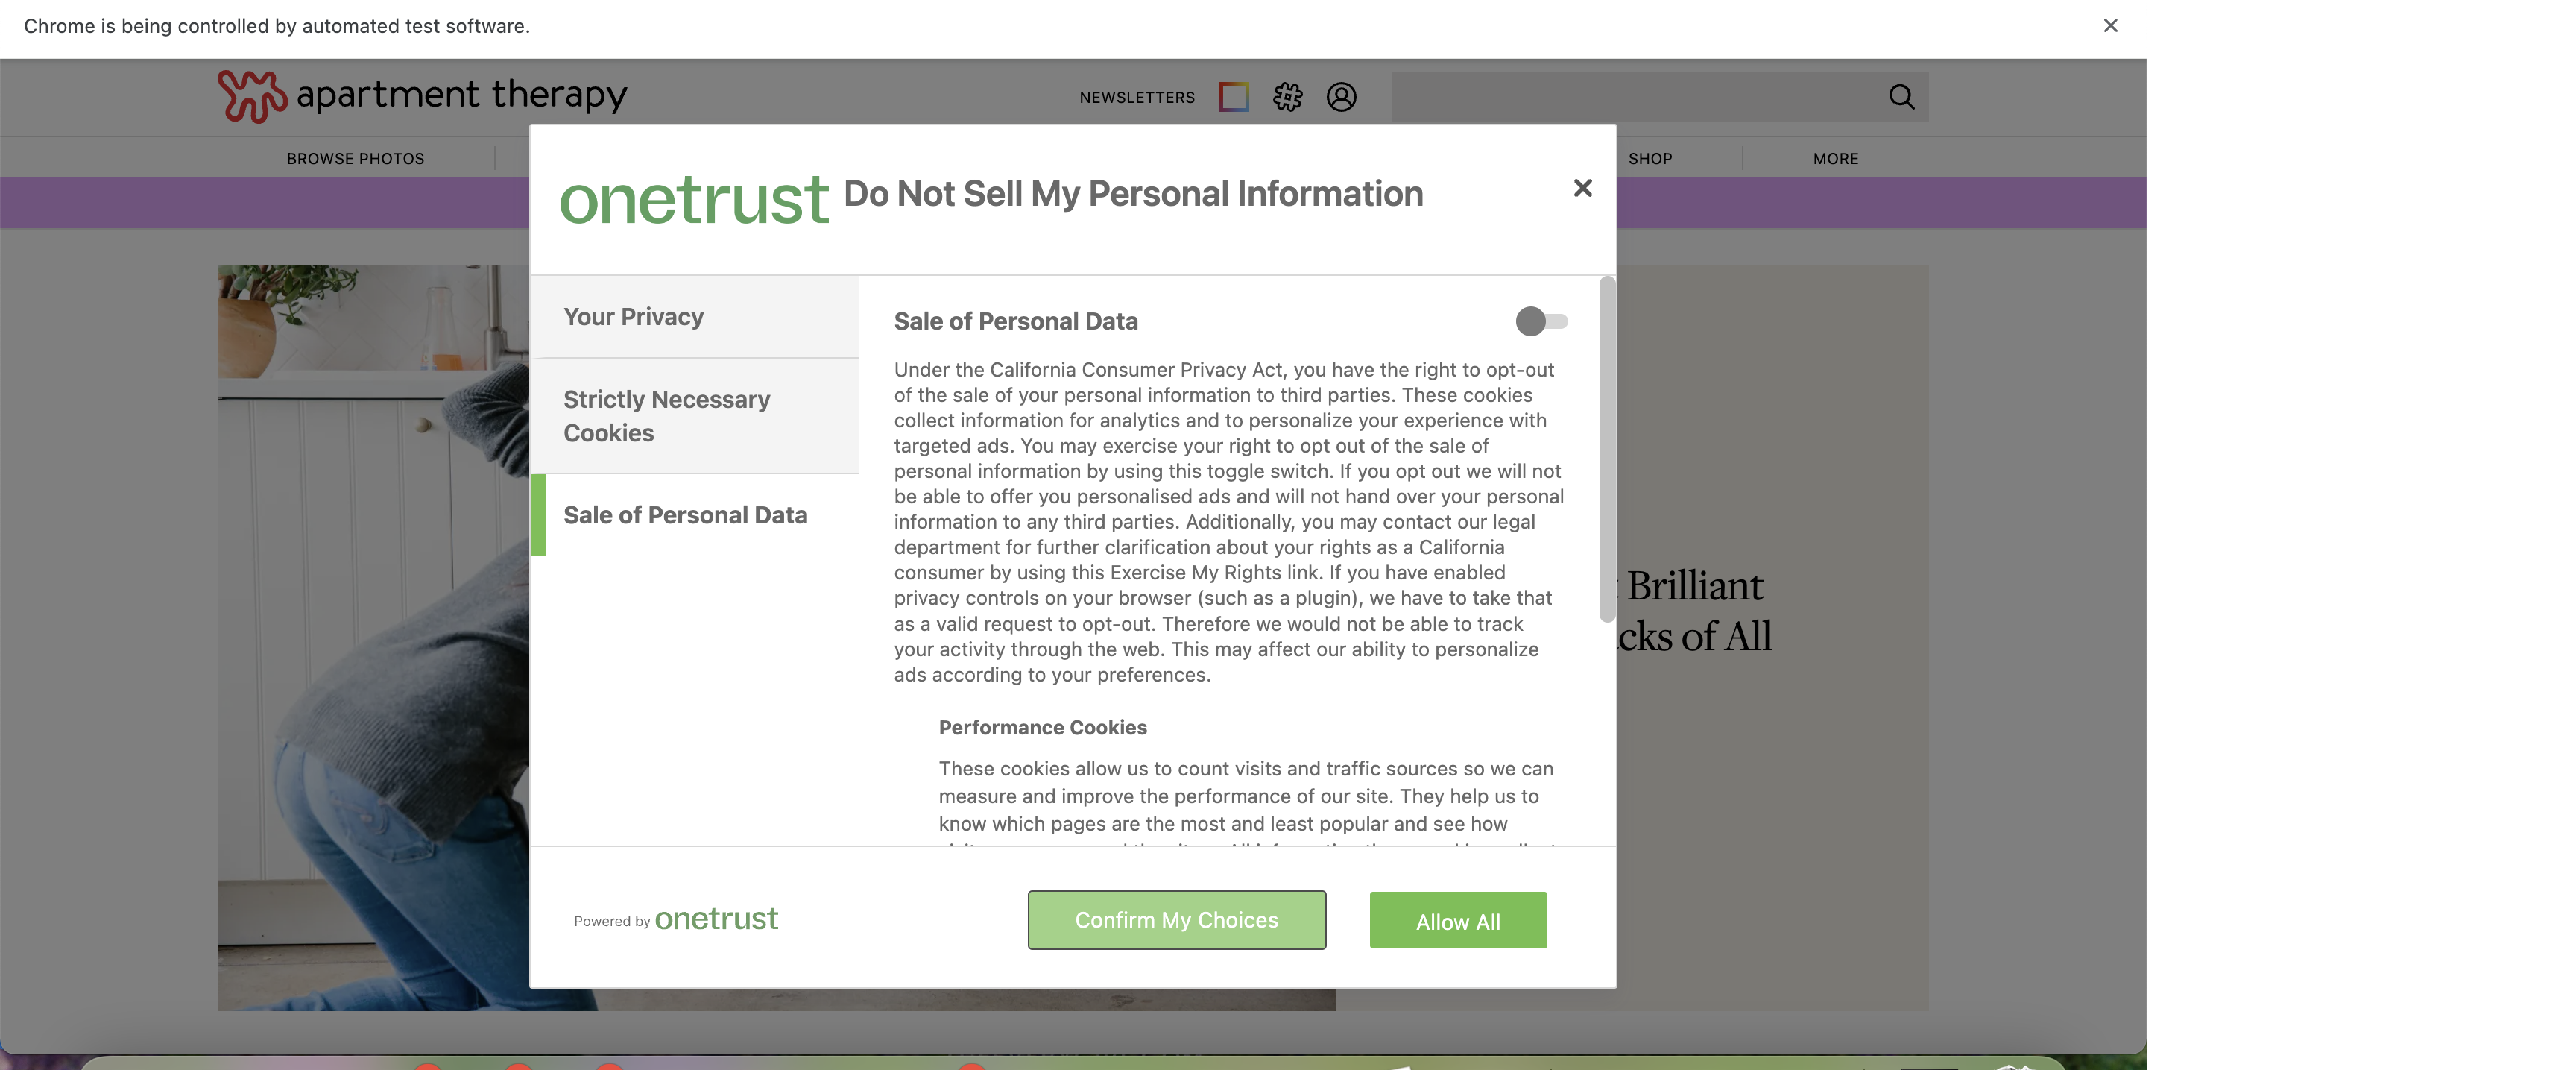 Chrome is being controlled by automated test software.
apartment therapy
NEWSLETTERS
BROWSE PHOTOS
SHOP
MORE
onetrust Do Not Sell My Personal Information
Your Privacy
Strictly Necessary
Cookies
Sale of Personal Data
Sale of Personal Data
Under the California Consumer Privacy Act, you have the right to opt-out
of the sale of your personal information to third parties. These cookies
collect information for analytics and to personalize your experience with
targeted ads. You may exercise your right to opt out of the sale of
personal information by using this toggle switch. If you opt out we will not
be able to offer you personalised ads and will not hand over your personal
information to any third parties. Additionally, you may contact our legal
department for further clarification about your rights as a California
consumer by using this Exercise My Rights link. If you have enabled
privacy controls on your browser (such as a plugin), we have to take that
as a valid request to opt-out. Therefore we would not be able to track
your activity through the web. This may affect our ability to personalize
ads according to your preferences.
Performance Cookies
These cookies allow us to count visits and traffic sources so we can
measure and improve the performance of our site. They help us to
know which pages are the most and least popular and see how
Brilliant
cks of All
Powered by onetrust
Confirm My Choices
Allow All